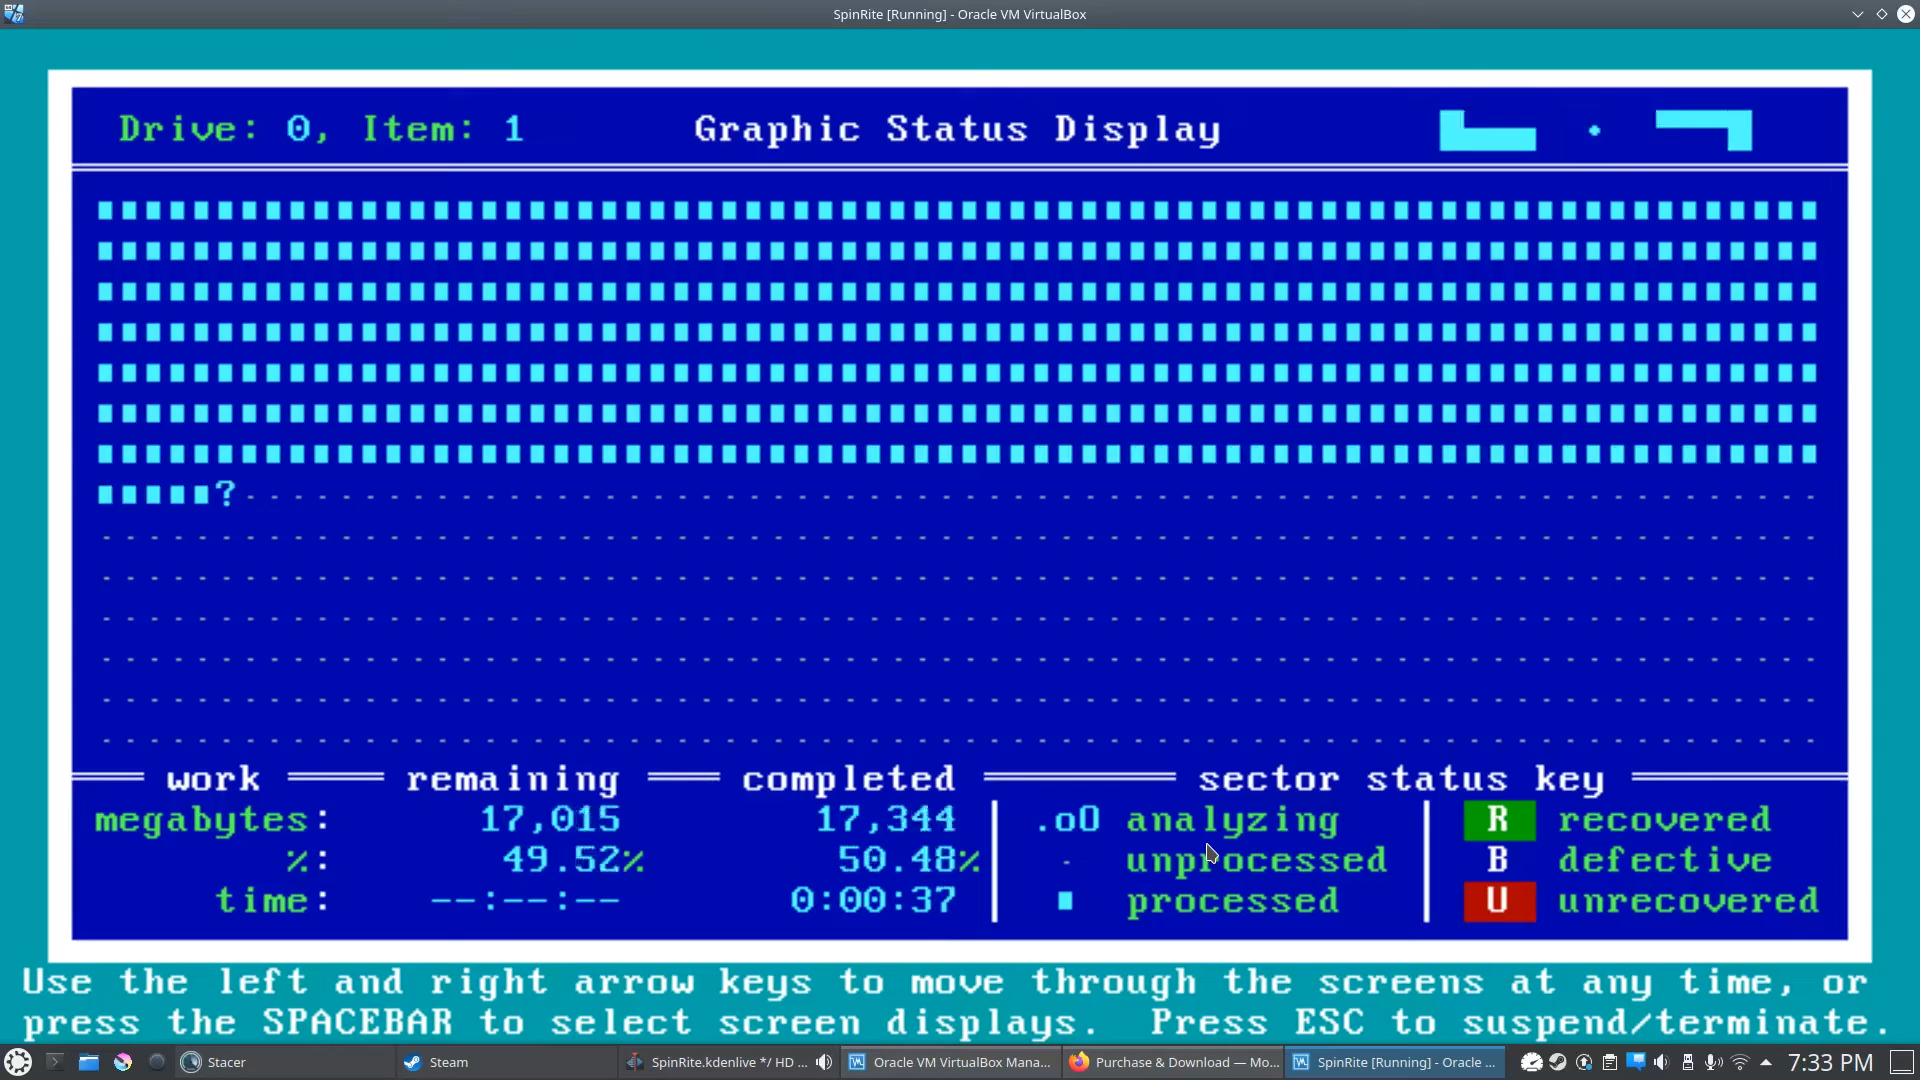 SpinRite [Running] - Oracle VM VirtualBox
Drive: 0, Item: 1 Graphic Status Display
?
work remaining completed sector status key
megabytes: 17,015 17,344 .oO analyzing R recovered
%: 49.52% 50.48% - unprocessed B defective
time: --:--:-- 0:00:37 processed U unrecovered
Use the left and right arrow keys to move through the screens at any time, or
press the SPACEBAR to select screen displays. Press ESC to suspend/terminate.
Stacer Steam SpinRite.kdenlive */ HD ... Oracle VM VirtualBox Mana... Purchase & Download — Mo... SpinRite [Running] - Oracle ... 7:33 PM